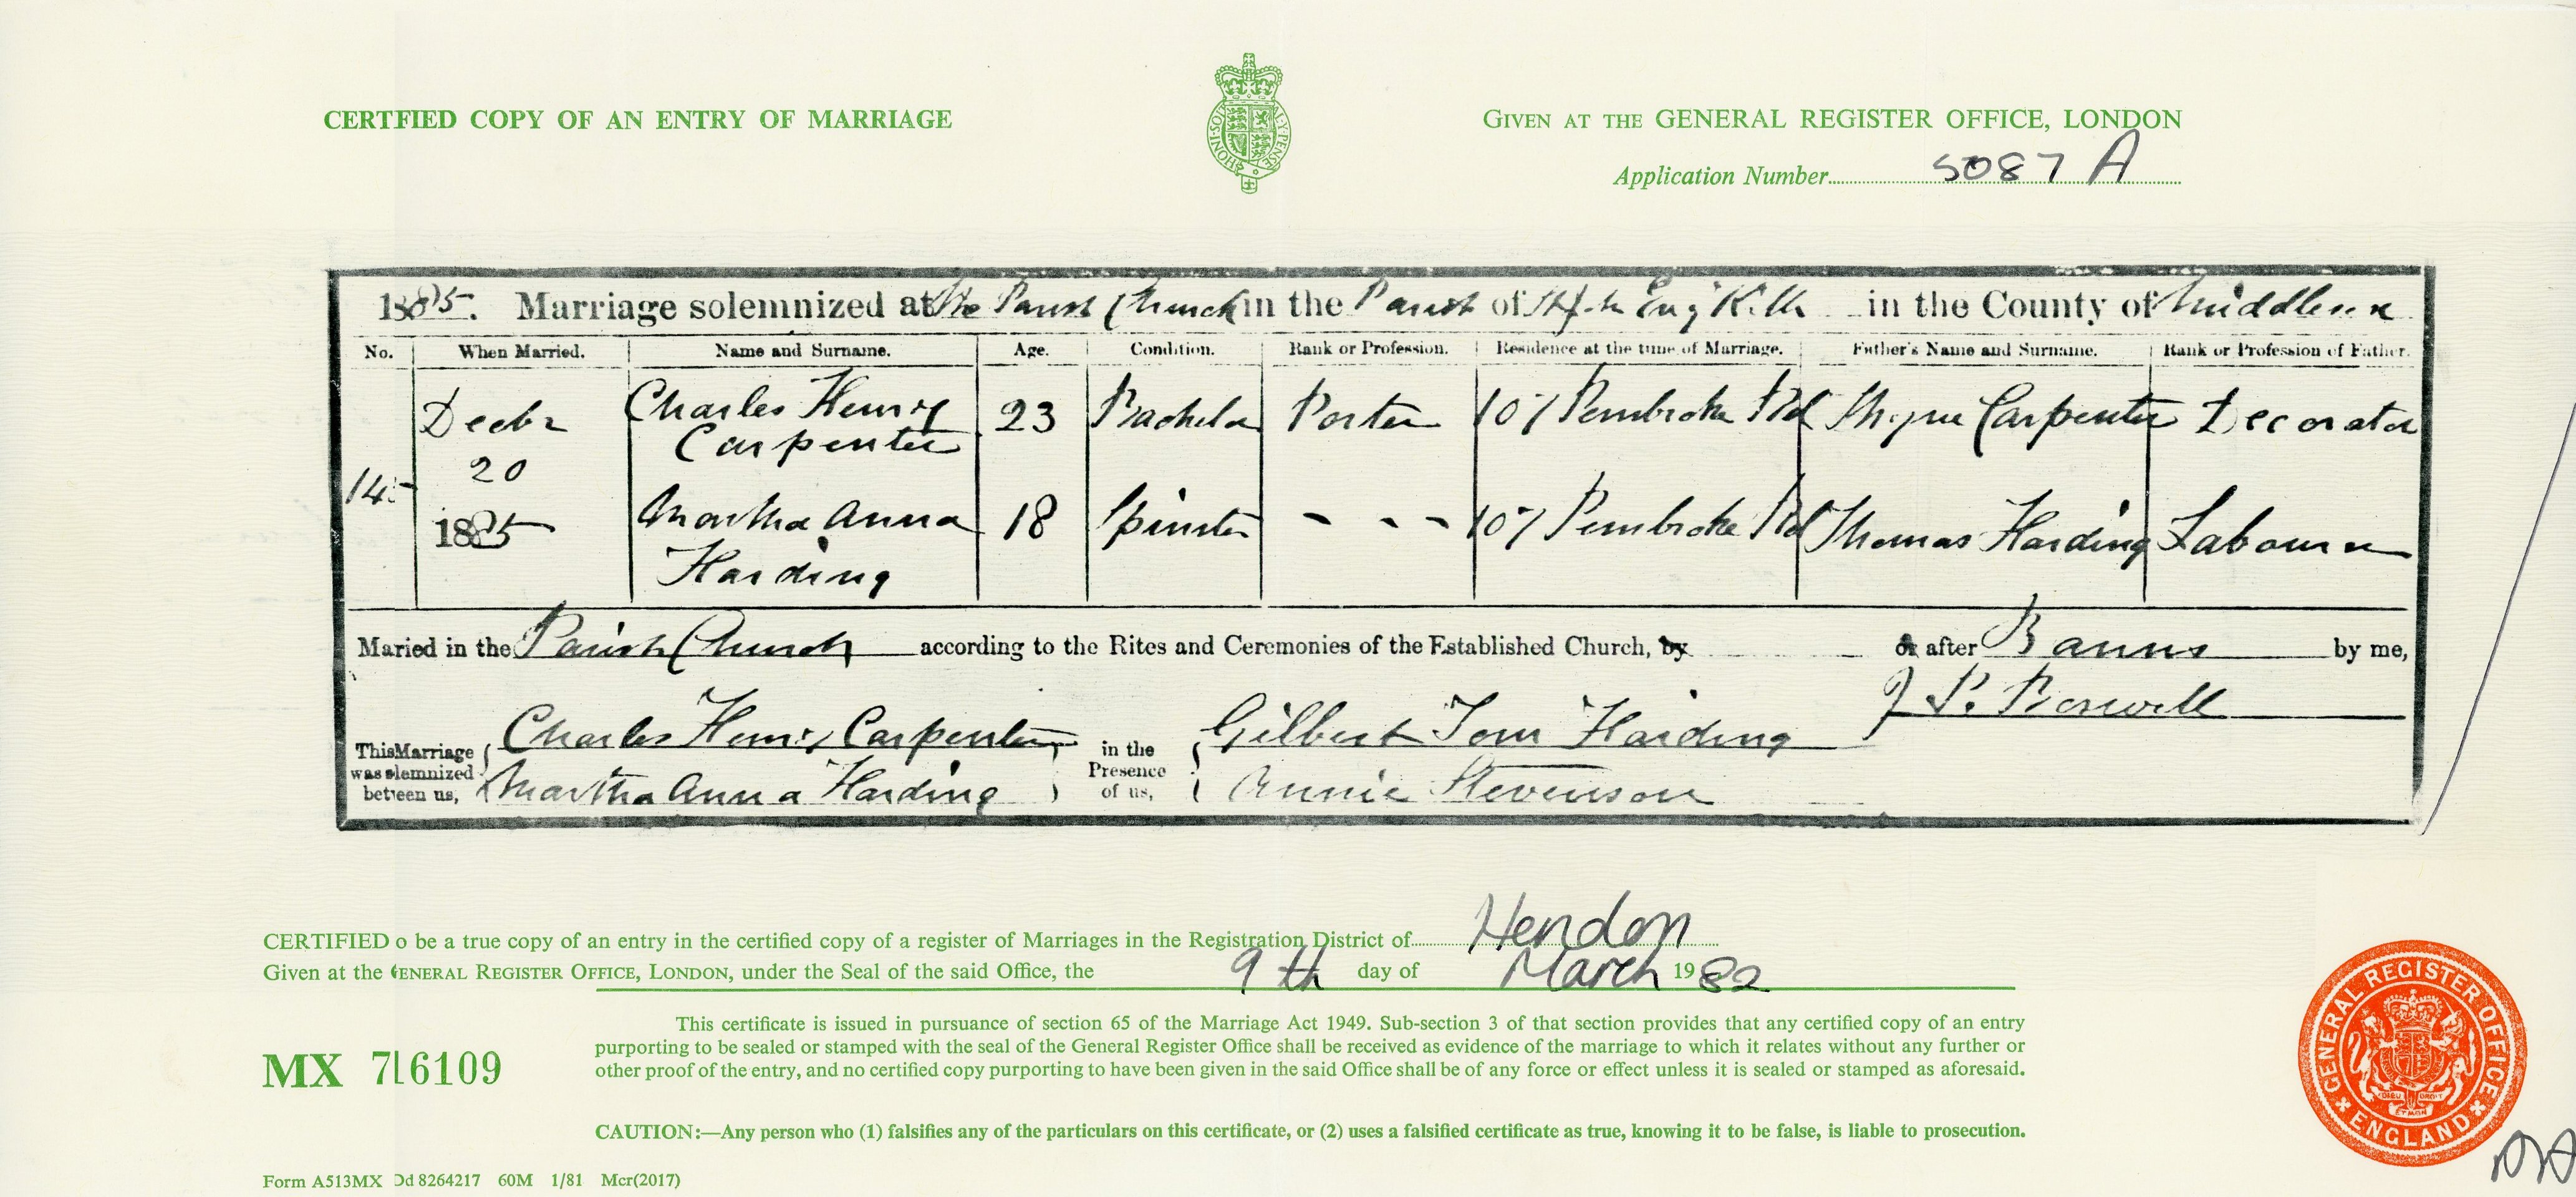 CERTFIED COPY OF AN ENTRY OF MARRIAGE
GIVEN AT THE GENERAL REGISTER OFFICE, LONDON
Application Number 5087 A
1885. Marriage solemnized at the Parish Church in the Parish of in the County of Middlesex
No. When Married. Name and Surname. Age. Condition. Rank or Profession. Residence at the time of Marriage. Father's Name and Surname. Rank or Profession of Father.
145 Decbr 20 1885 Charles Henry Carpenter 23 Bachelor Porter 107 Pembroke Rd Carpenter Decorator
Martha Anna Harding 18 Spinster - - - 107 Pembroke Rd Thomas Harding Labourer
Maried in the Parish Church according to the Rites and Ceremonies of the Established Church, by or after Banns by me,
This Marriage was slemnized between us, Charles Henry Carpenter
Martha Anna Harding
in the Presence of us, Gilbert Tom Harding
Annie Stevenson
CERTIFIED o be a true copy of an entry in the certified copy of a register of Marriages in the Registration District of Hendon
Given at the GENERAL REGISTER OFFICE, LONDON, under the Seal of the said Office, the 9th day of March 1982
This certificate is issued in pursuance of section 65 of the Marriage Act 1949. Sub-section 3 of that section provides that any certified copy of an entry
purporting to be sealed or stamped with the seal of the General Register Office shall be received as evidence of the marriage to which it relates without any further or
other proof of the entry, and no certified copy purporting to have been given in the said Office shall be of any force or effect unless it is sealed or stamped as aforesaid.
MX 716109
CAUTION:—Any person who (1) falsifies any of the particulars on this certificate, or (2) uses a falsified certificate as true, knowing it to be false, is liable to prosecution.
Form A513MX Dd 8264217 60M 1/81 Mcr(2017)
GENERAL REGISTER OFFICE
ENGLAND
DIEU ET MON DROIT